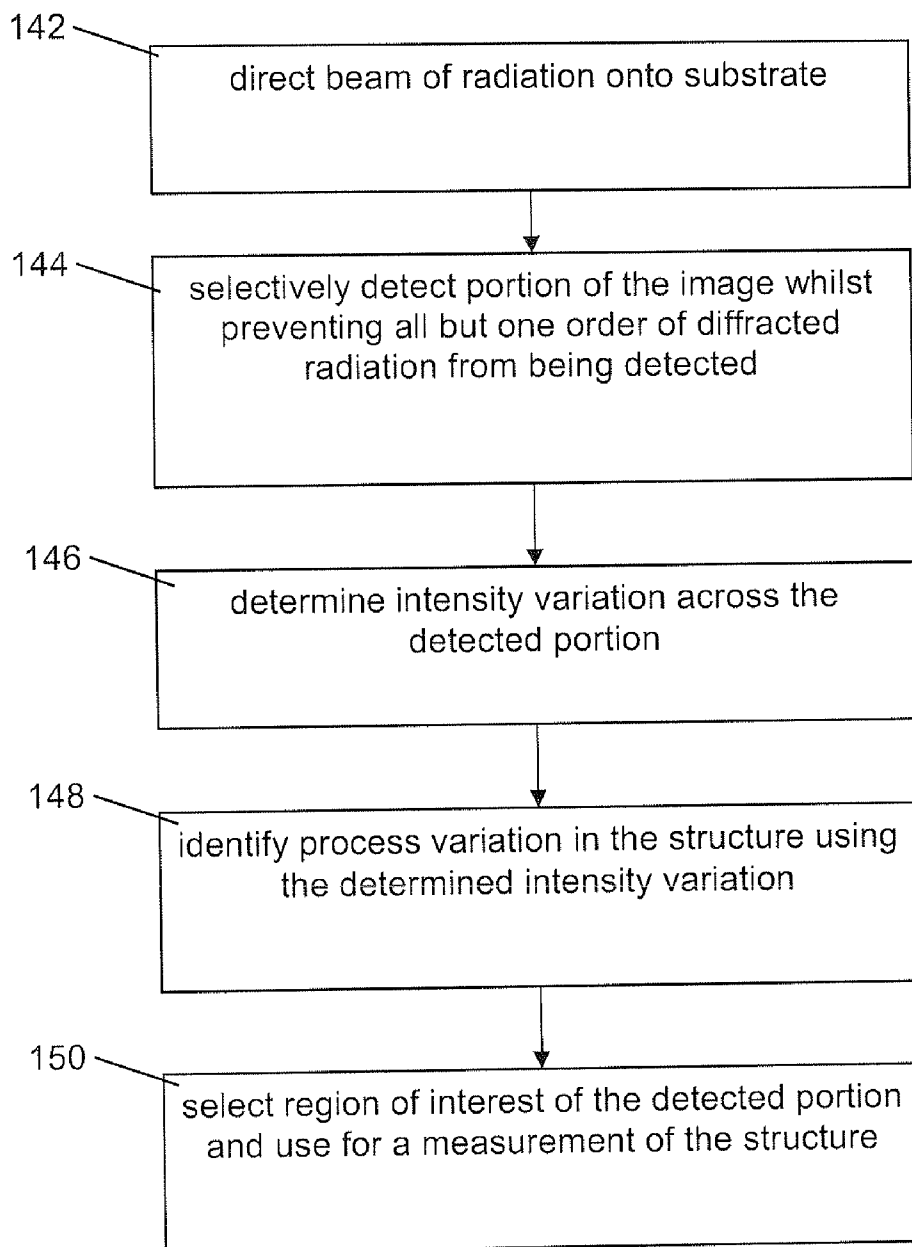 142
direct beam of radiation onto substrate
144
selectively detect portion of the image whilst
preventing all but one order of diffracted
radiation from being detected
146
determine intensity variation across the
detected portion
148
identify process variation in the structure using
the determined intensity variation
150
select region of interest of the detected portion
and use for a measurement of the structure